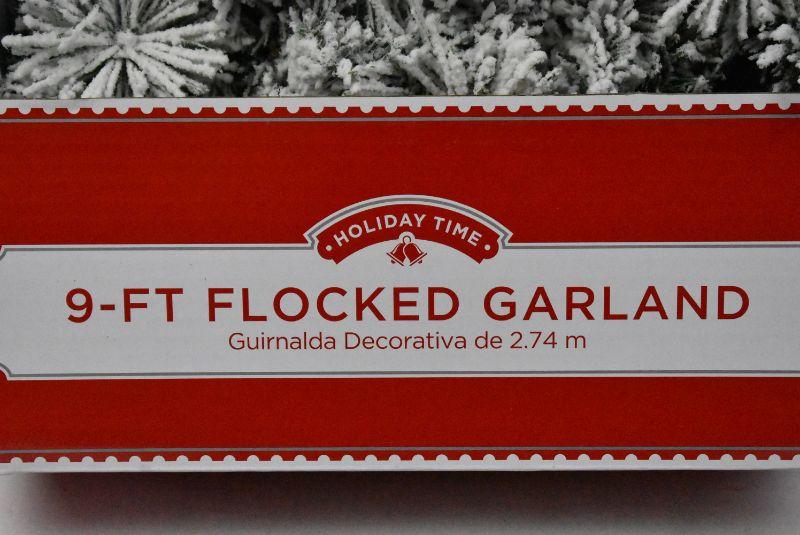 HOLIDAY TIME
9-FT FLOCKED GARLAND
Guirnalda Decorativa de 2.74 m